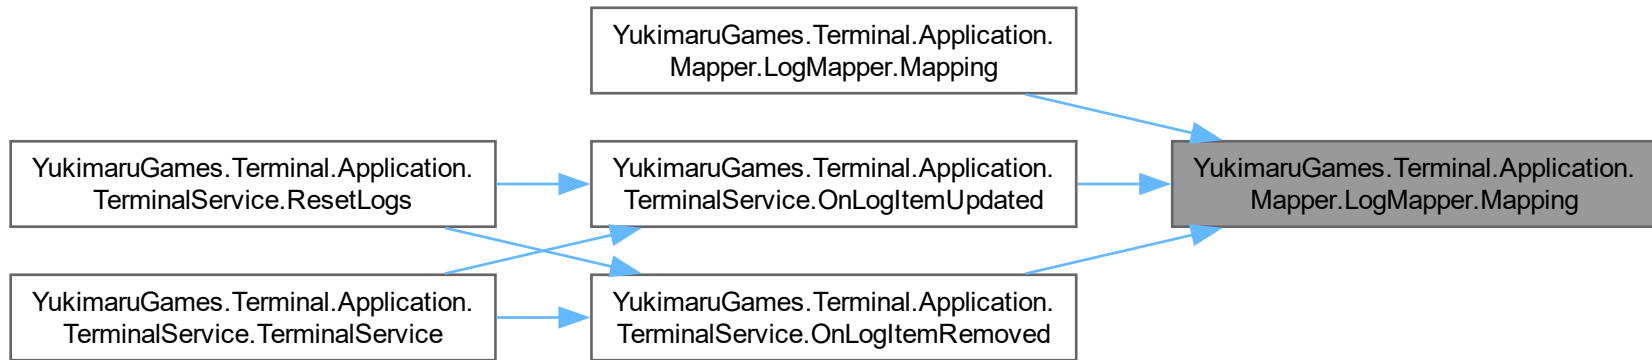 YukimaruGames.Terminal.Application.
Mapper.LogMapper.Mapping
YukimaruGames.Terminal.Application.
TerminalService.ResetLogs
YukimaruGames.Terminal.Application.
TerminalService.OnLogItemUpdated
YukimaruGames.Terminal.Application.
Mapper.LogMapper.Mapping
YukimaruGames.Terminal.Application.
TerminalService.TerminalService
YukimaruGames.Terminal.Application.
TerminalService.OnLogItemRemoved